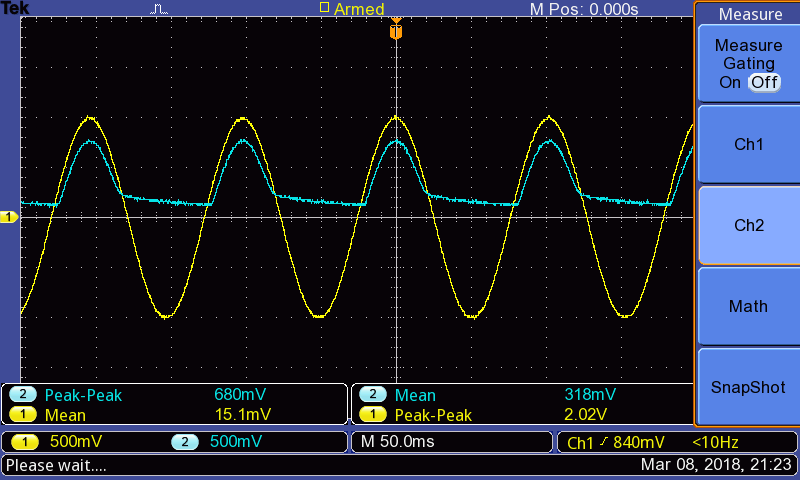 Tek Armed M Pos: 0.000s
Measure
Measure
Gating
On Off
Ch1
Ch2
Math
SnapShot
T
1
2 Peak-Peak 680mV
1 Mean 15.1mV
2 Mean 318mV
1 Peak-Peak 2.02V
1 500mV 2 500mV M 50.0ms Ch1 840mV <10Hz
Please wait.... Mar 08, 2018, 21:23